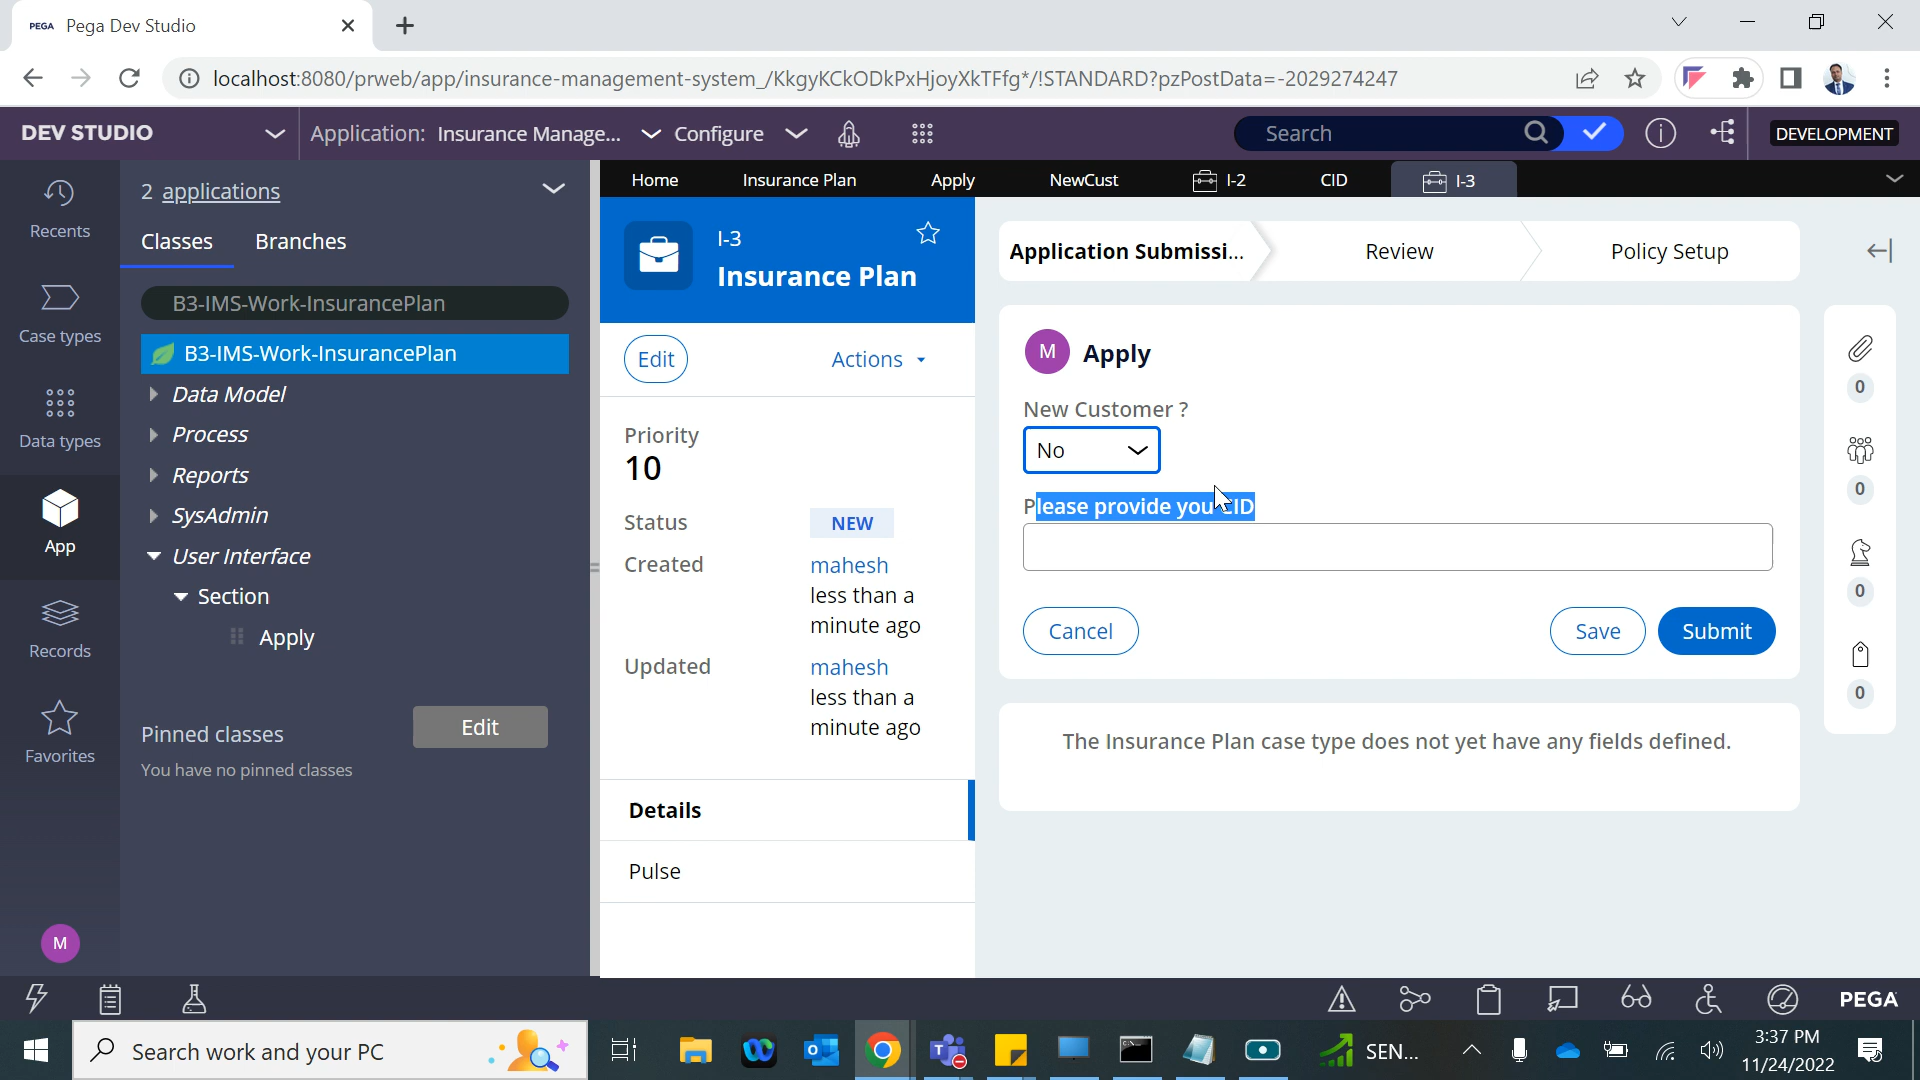 PEGA Pega Dev Studio
localhost:8080/prweb/app/insurance-management-system_/KkgyKCkODkPxHjoyXkTFfg*/!STANDARD?pzPostData=-2029274247
DEV STUDIO
Application: Insurance Manage...
Configure
Search
DEVELOPMENT
Recents
Case types
Data types
App
Records
Favorites
M
2 applications
Classes Branches
B3-IMS-Work-InsurancePlan
B3-IMS-Work-InsurancePlan
Data Model
Process
Reports
SysAdmin
User Interface
Section
Apply
Pinned classes
Edit
You have no pinned classes
Home Insurance Plan Apply NewCust I-2 CID I-3
I-3
Insurance Plan
Edit Actions
Priority
10
Status NEW
Created mahesh
less than a
minute ago
Updated mahesh
less than a
minute ago
Details
Pulse
Application Submissi... Review Policy Setup
M Apply
New Customer ?
No
Please provide you CID
Cancel Save Submit
The Insurance Plan case type does not yet have any fields defined.
0
0
0
0
PEGA
Search work and your PC
SEN...
3:37 PM
11/24/2022